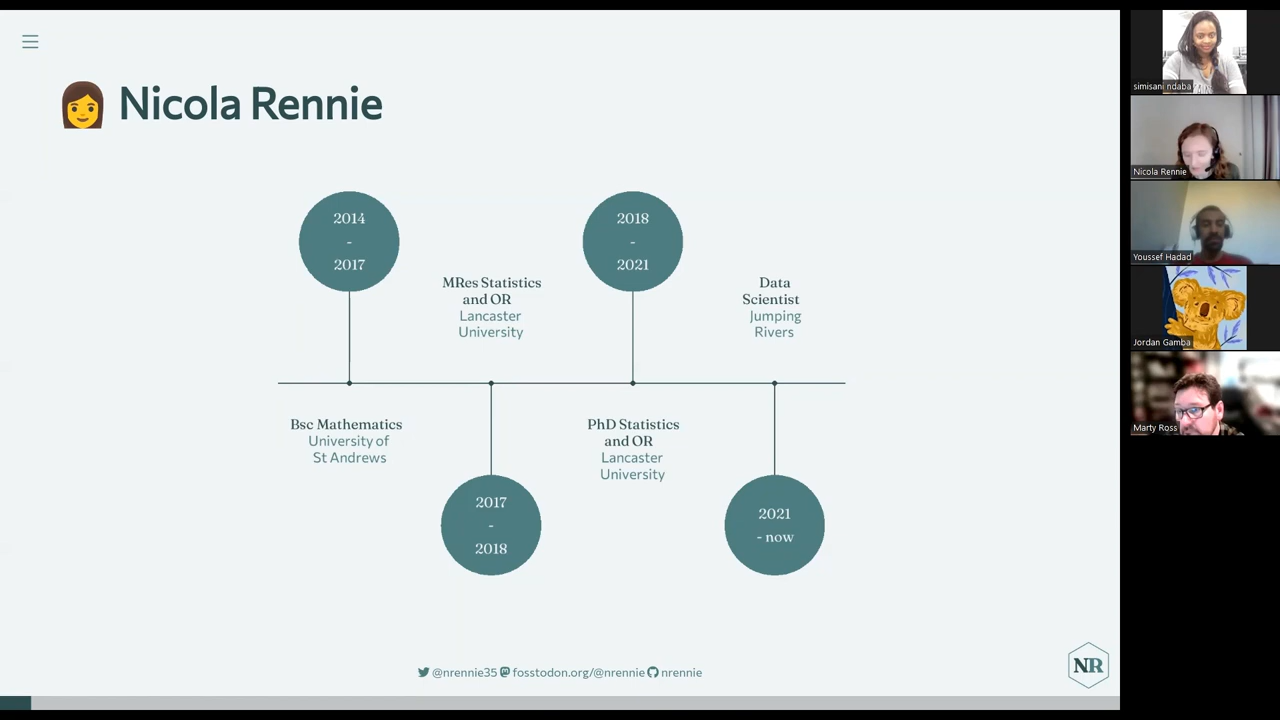 Nicola Rennie
2014
-
2017
Bsc Mathematics
University of
St Andrews
MRes Statistics
and OR
Lancaster
University
2017
-
2018
2018
-
2021
PhD Statistics
and OR
Lancaster
University
Data
Scientist
Jumping
Rivers
2021
- now
@nrennie35 fosstodon.org/@nrennie nrennie
NR
simisani ndaba
Nicola Rennie
Youssef Hadad
Jordan Gamba
Marty Ross